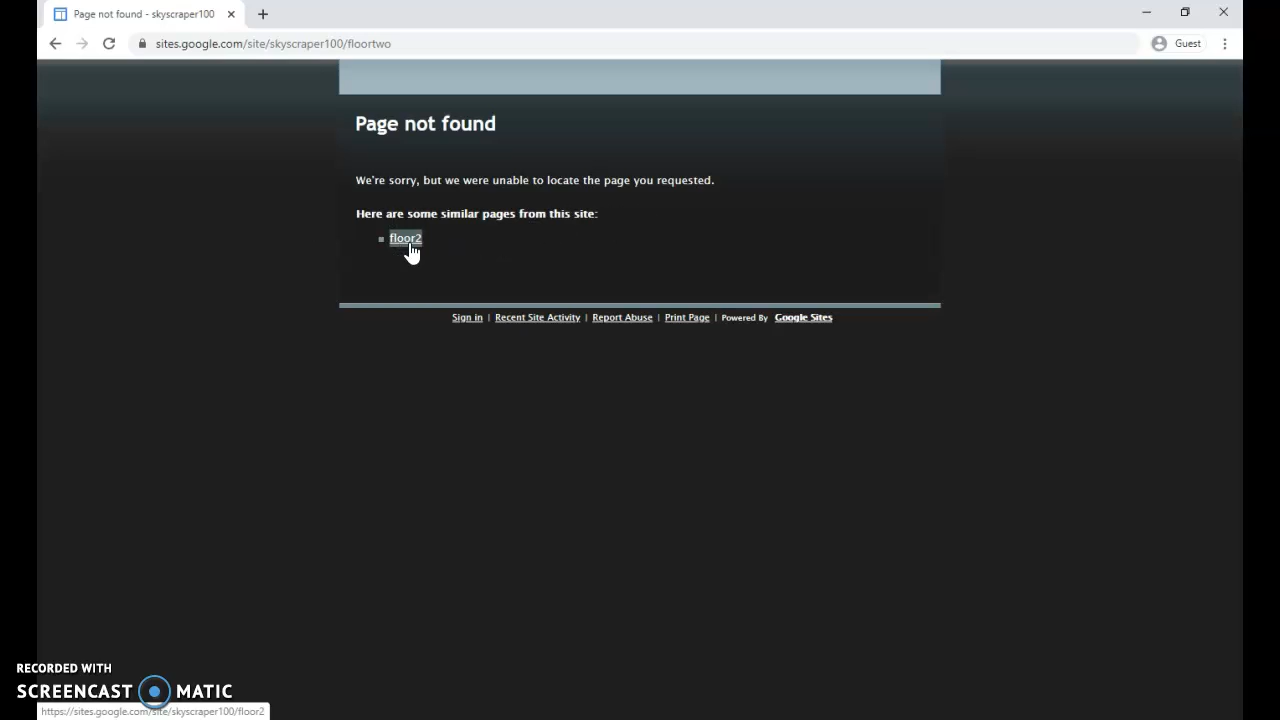 Page not found - skyscraper100
sites.google.com/site/skyscraper100/floortwo
Guest
Page not found
We're sorry, but we were unable to locate the page you requested.
Here are some similar pages from this site:
floor2
Sign in | Recent Site Activity | Report Abuse | Print Page | Powered By Google Sites
RECORDED WITH
SCREENCAST MATIC
https://sites.google.com/site/skyscraper100/floor2